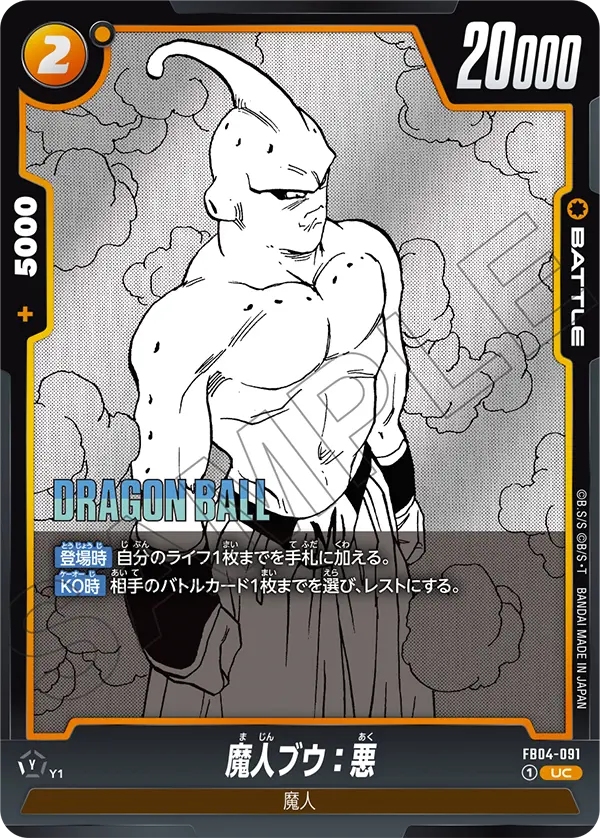 2
20000
+ 5000
BATTLE
SAMPLE
DRAGON BALL
登場時 自分のライフ1枚までを手札に加える。
KO時 相手のバトルカード1枚までを選び、レストにする。
©B.S/S ©B/S・T BANDAI MADE IN JAPAN
Y Y1
魔人ブウ：悪
FB04-091
1 UC
魔人